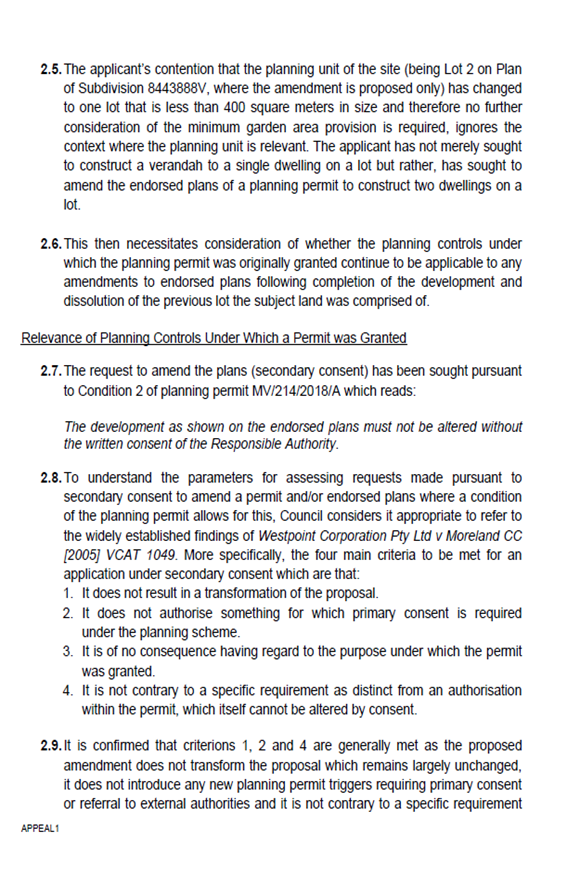 2.5. The applicant's contention that the planning unit of the site (being Lot 2 on Plan
of Subdivision 8443888V, where the amendment is proposed only) has changed
to one lot that is less than 400 square meters in size and therefore no further
consideration of the minimum garden area provision is required, ignores the
context where the planning unit is relevant. The applicant has not merely sought
to construct a verandah to a single dwelling on a lot but rather, has sought to
amend the endorsed plans of a planning permit to construct two dwellings on a
lot.
2.6. This then necessitates consideration of whether the planning controls under
which the planning permit was originally granted continue to be applicable to any
amendments to endorsed plans following completion of the development and
dissolution of the previous lot the subject land was comprised of.
Relevance of Planning Controls Under Which a Permit was Granted
2.7. The request to amend the plans (secondary consent) has been sought pursuant
to Condition 2 of planning permit MV/214/2018/A which reads:
The development as shown on the endorsed plans must not be altered without
the written consent of the Responsible Authority.
2.8. To understand the parameters for assessing requests made pursuant to
secondary consent to amend a permit and/or endorsed plans where a condition
of the planning permit allows for this, Council considers it appropriate to refer to
the widely established findings of Westpoint Corporation Pty Ltd v Moreland CC
[2005] VCAT 1049. More specifically, the four main criteria to be met for an
application under secondary consent which are that:
1. It does not result in a transformation of the proposal.
2. It does not authorise something for which primary consent is required
under the planning scheme.
3. It is of no consequence having regard to the purpose under which the permit
was granted.
4. It is not contrary to a specific requirement as distinct from an authorisation
within the permit, which itself cannot be altered by consent.
2.9. It is confirmed that criterions 1, 2 and 4 are generally met as the proposed
amendment does not transform the proposal which remains largely unchanged,
it does not introduce any new planning permit triggers requiring primary consent
or referral to external authorities and it is not contrary to a specific requirement
APPEAL1